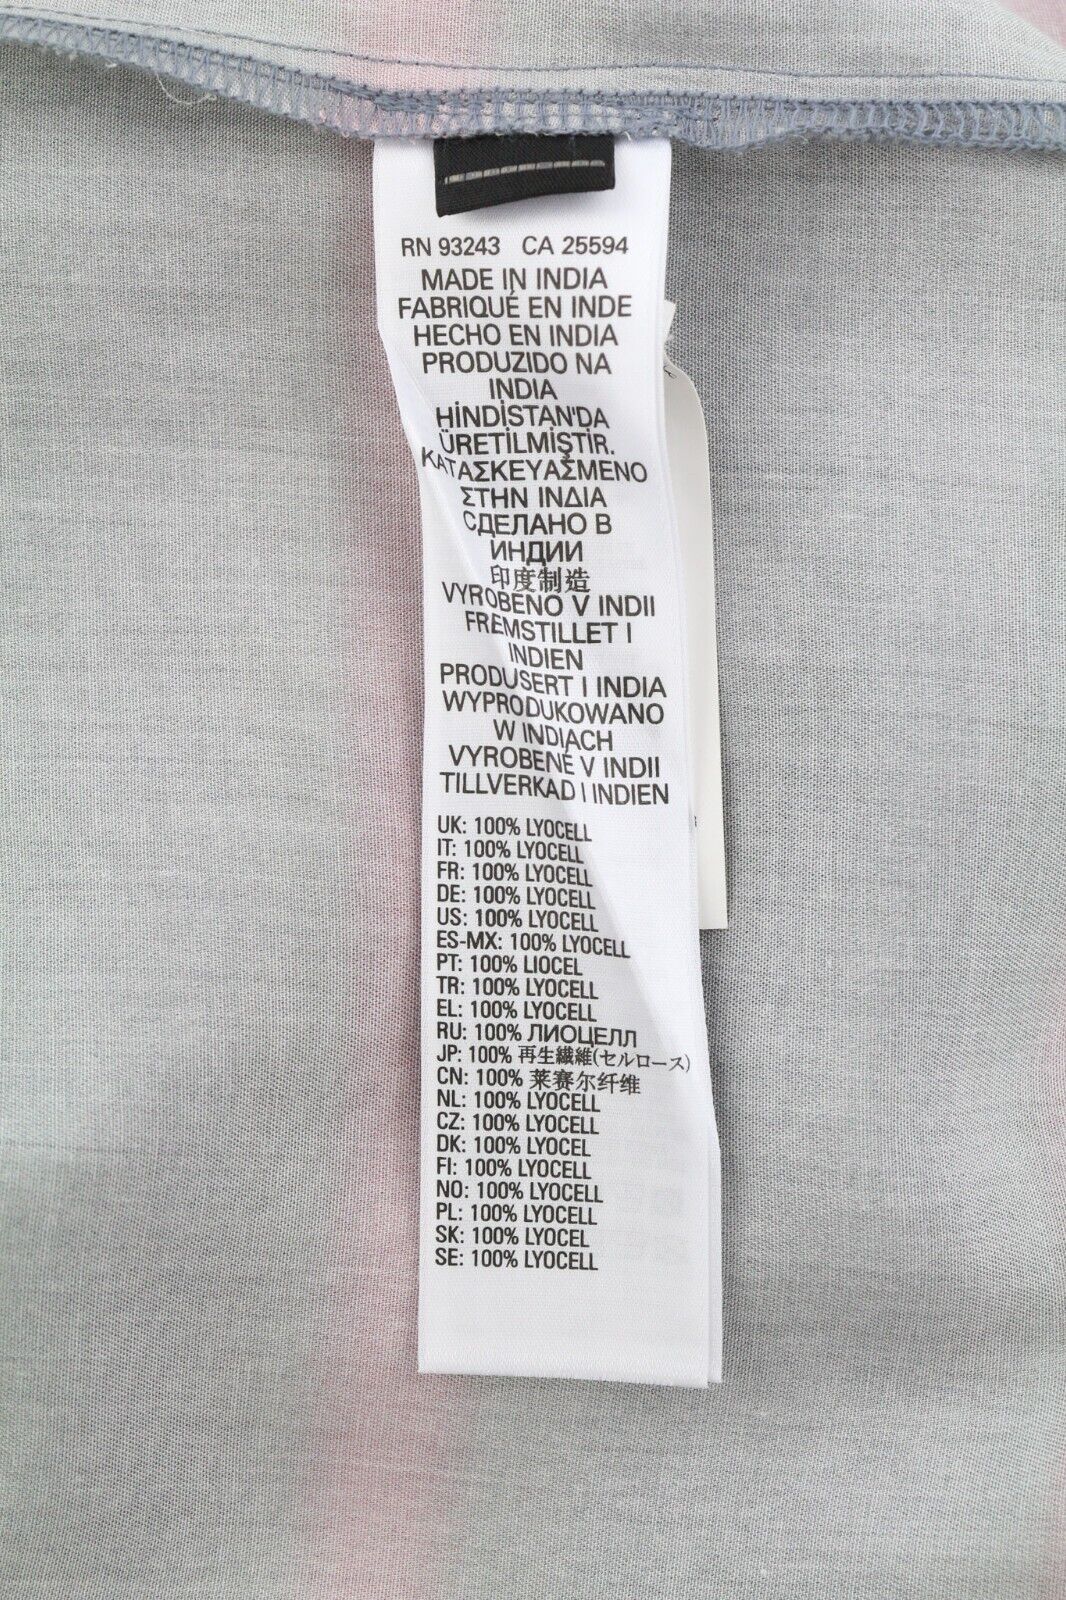 RN 93243 CA 25594
MADE IN INDIA
FABRIQUÉ EN INDE
HECHO EN INDIA
PRODUZIDO NA
INDIA
HİNDİSTAN'DA
ÜRETİLMİŞTİR.
ΚΑΤΑΣΚΕΥΑΣΜΕΝΟ
ΣΤΗΝ ΙΝΔΙΑ
СДЕЛАНО В
ИНДИИ
印度制造
VYROBENO V INDII
FREMSTILLET I
INDIEN
PRODUSERT I INDIA
WYPRODUKOWANO
W INDIACH
VYROBENÉ V INDII
TILLVERKAD I INDIEN
UK: 100% LYOCELL
IT: 100% LYOCELL
FR: 100% LYOCELL
DE: 100% LYOCELL
US: 100% LYOCELL
ES-MX: 100% LYOCELL
PT: 100% LIOCEL
TR: 100% LYOCELL
EL: 100% LYOCELL
RU: 100% ЛИОЦЕЛЛ
JP: 100% 再生繊維(セルロース)
CN: 100% 莱赛尔纤维
NL: 100% LYOCELL
CZ: 100% LYOCELL
DK: 100% LYOCEL
FI: 100% LYOCELL
NO: 100% LYOCELL
PL: 100% LYOCELL
SK: 100% LYOCEL
SE: 100% LYOCELL